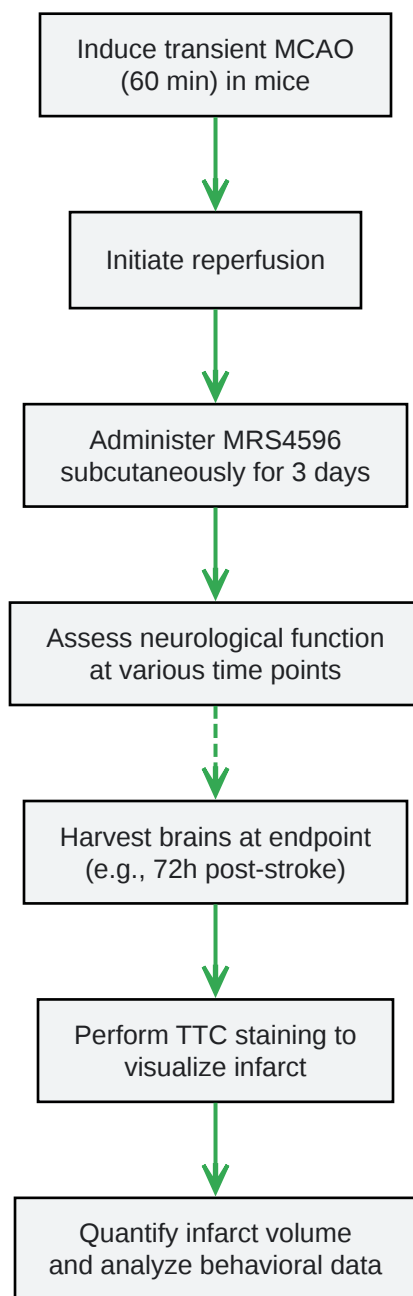 Induce transient MCAO
(60 min) in mice
Initiate reperfusion
Administer MRS4596
subcutaneously for 3 days
Assess neurological function
at various time points
Harvest brains at endpoint
(e.g., 72h post-stroke)
Perform TTC staining to
visualize infarct
Quantify infarct volume
and analyze behavioral data